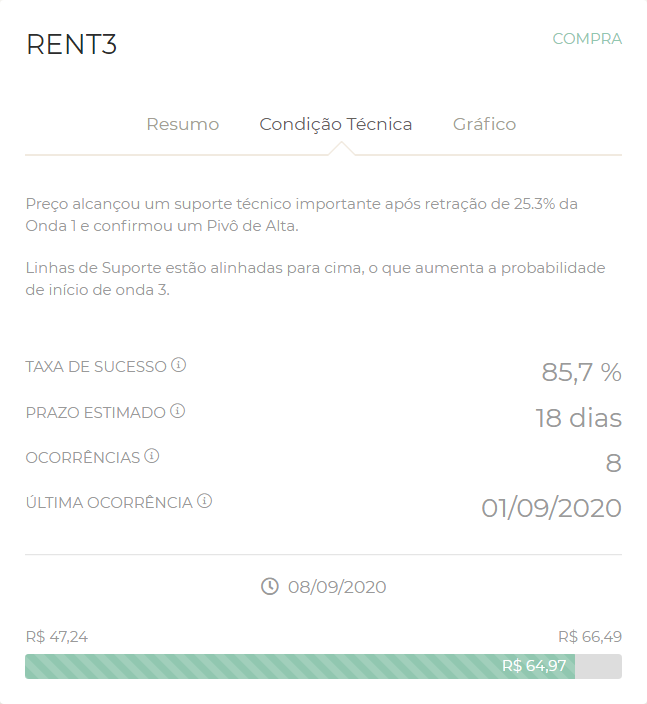 RENT3
COMPRA
Resumo
Condição Técnica
Gráfico
Preço alcançou um suporte técnico importante após retração de 25.3% da
Onda 1 e confirmou um Pivô de Alta.
Linhas de Suporte estão alinhadas para cima, o que aumenta a probabilidade
de início de onda 3.
TAXA DE SUCESSO
85,7 %
PRAZO ESTIMADO
18 dias
OCORRÊNCIAS
8
ÚLTIMA OCORRÊNCIA
01/09/2020
08/09/2020
R$ 47,24
R$ 66,49
R$ 64,97